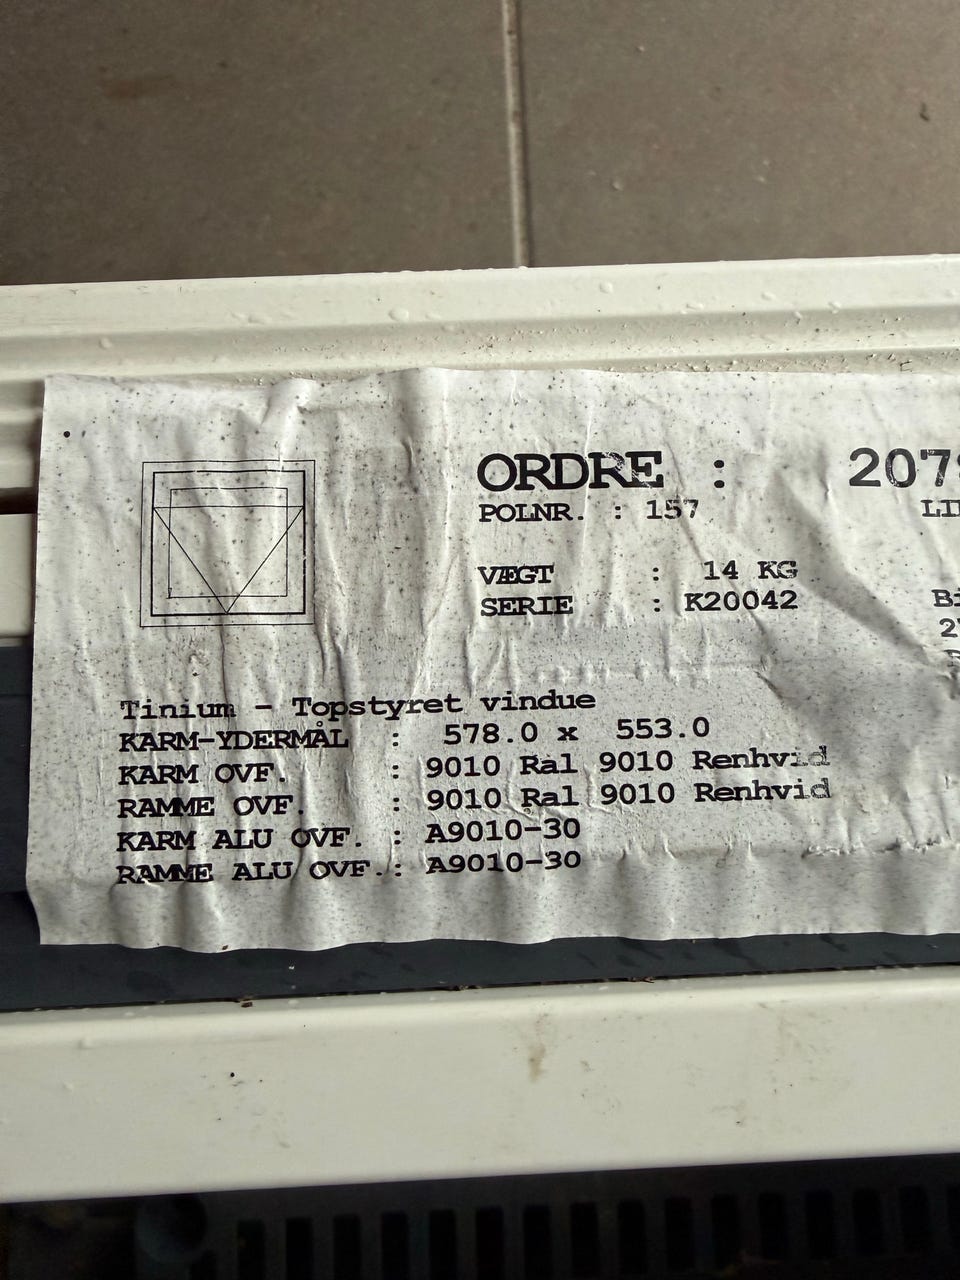 ORDRE : 207
POLNR. : 157
VÆGT : 14 KG
SERIE : K20042
Tinium - Topstyret vindue
KARM-YDERMÅL : 578.0 x 553.0
KARM OVF. : 9010 Ral 9010 Renhvid
RAMME OVF. : 9010 Ral 9010 Renhvid
KARM ALU OVF. : A9010-30
RAMME ALU OVF.: A9010-30